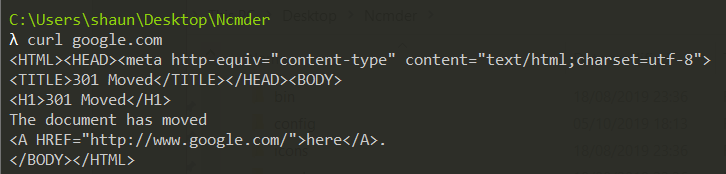 C:\Users\shaun\Desktop\Ncmder
λ curl google.com
<HTML><HEAD><meta http-equiv="content-type" content="text/html;charset=utf-8">
<TITLE>301 Moved</TITLE></HEAD><BODY>
<H1>301 Moved</H1>
The document has moved
<A HREF="http://www.google.com/">here</A>.
</BODY></HTML>